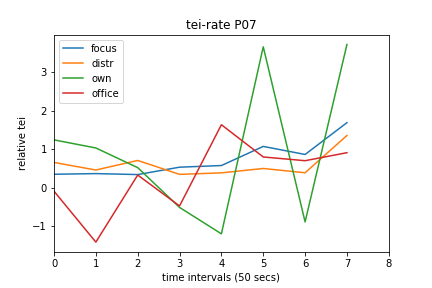 tei-rate P07
focus
distr
own
office
relative tei
3
2
1
0
−1
0 1 2 3 4 5 6 7 8
time intervals (50 secs)